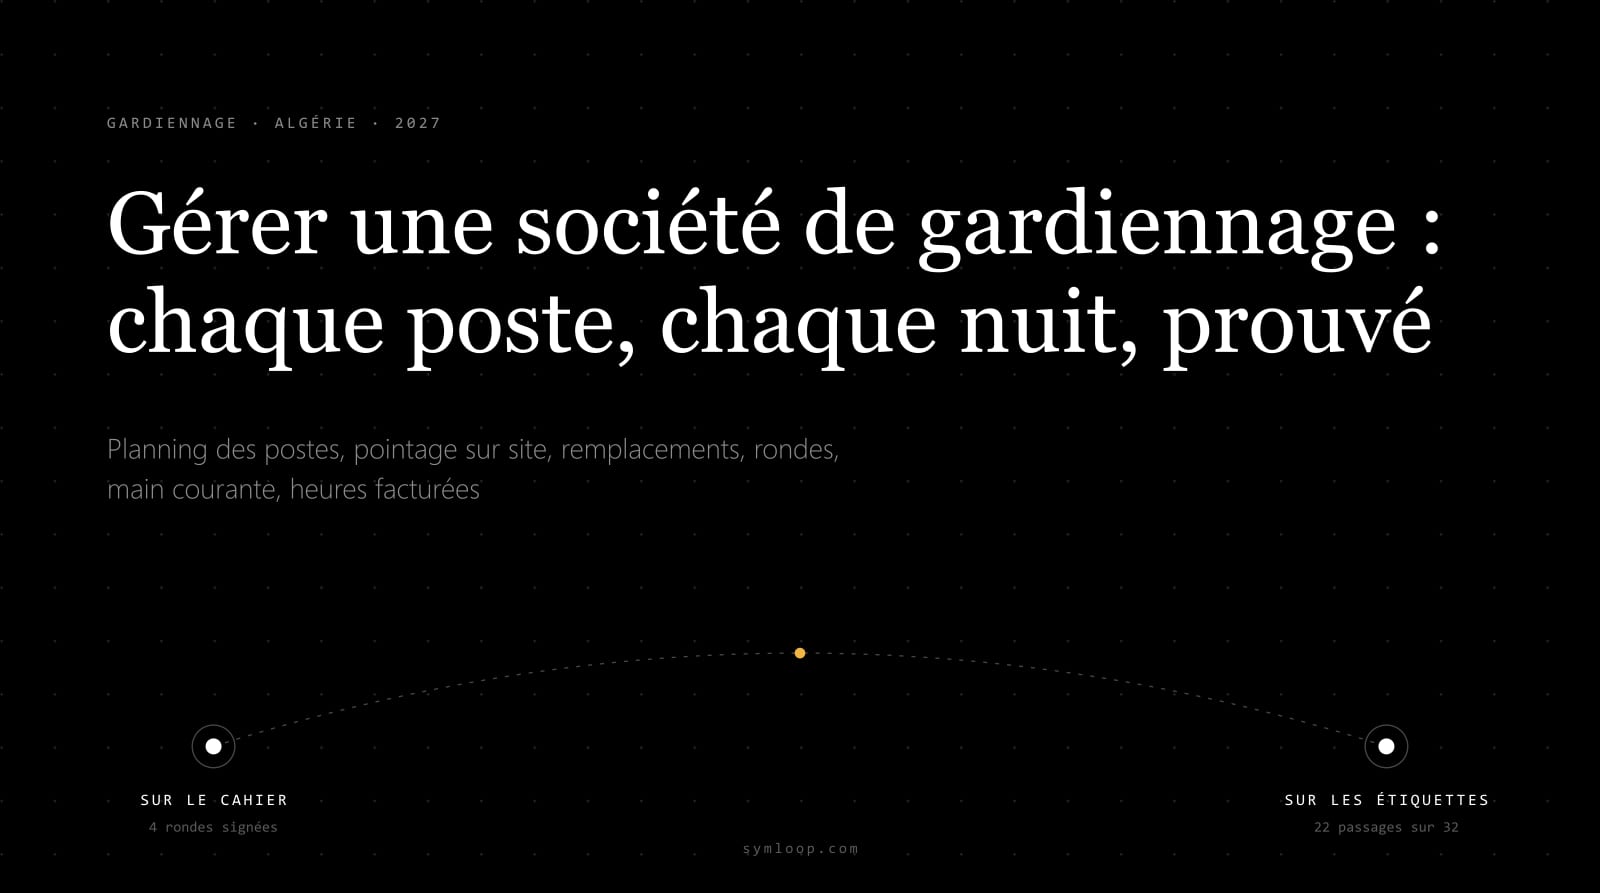 GARDIENNAGE · ALGÉRIE · 2027
Gérer une société de gardiennage :
chaque poste, chaque nuit, prouvé
Planning des postes, pointage sur site, remplacements, rondes,
main courante, heures facturées
SUR LE CAHIER
4 rondes signées
SUR LES ÉTIQUETTES
22 passages sur 32
symloop.com